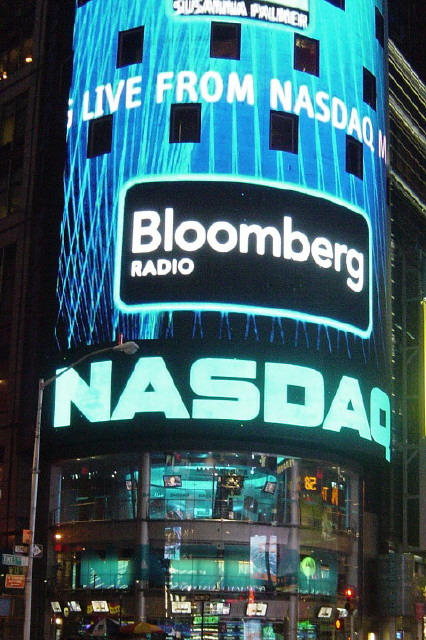 SUSANNA PALMER
LIVE FROM NASDAQ M
Bloomberg
RADIO
NASDAQ